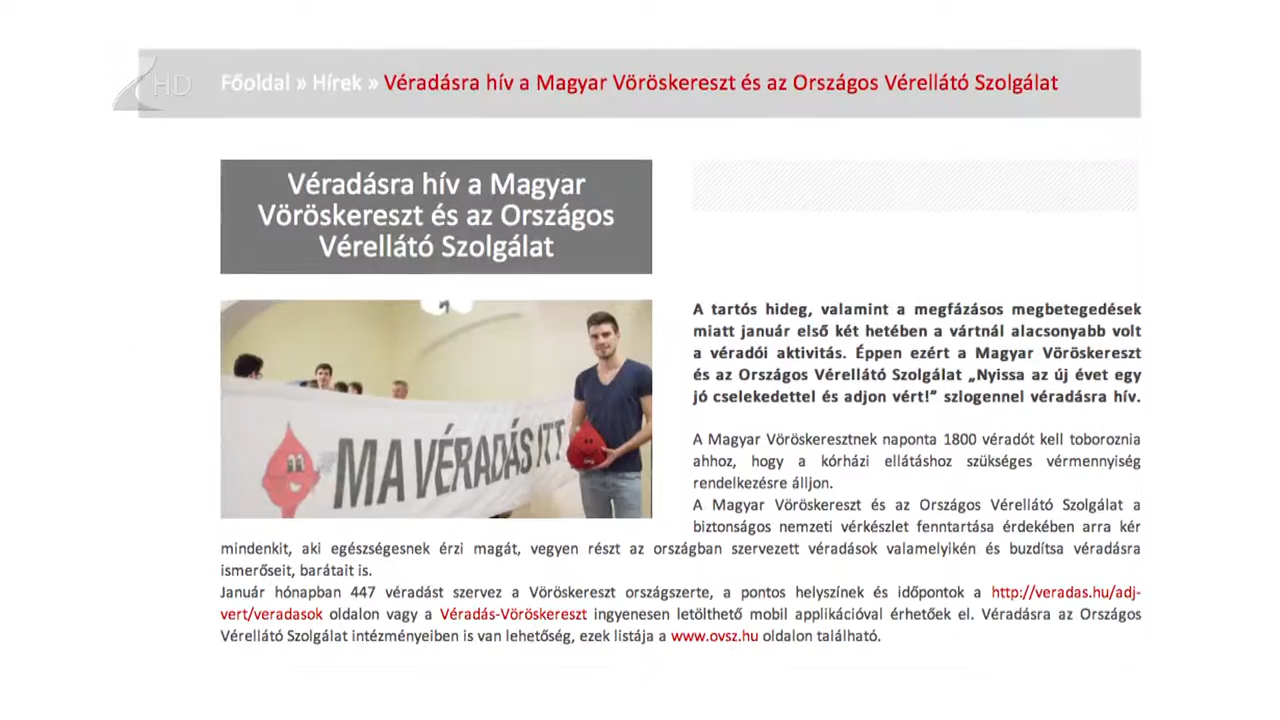 HD
Főoldal » Hírek » Véradásra hív a Magyar Vöröskereszt és az Országos Vérellátó Szolgálat
Véradásra hív a Magyar
Vöröskereszt és az Országos
Vérellátó Szolgálat
MA VÉRADÁS ITT
A tartós hideg, valamint a megfázásos megbetegedések
miatt január első két hetében a vártnál alacsonyabb volt
a véradói aktivitás. Éppen ezért a Magyar Vöröskereszt
és az Országos Vérellátó Szolgálat „Nyissa az új évet egy
jó cselekedettel és adjon vért!” szlogennel véradásra hív.
A Magyar Vöröskeresztnek naponta 1800 véradót kell toboroznia
ahhoz, hogy a kórházi ellátáshoz szükséges vérmennyiség
rendelkezésre álljon.
A Magyar Vöröskereszt és az Országos Vérellátó Szolgálat a
biztonságos nemzeti vérkészlet fenntartása érdekében arra kér
mindenkit, aki egészségesnek érzi magát, vegyen részt az országban szervezett véradások valamelyikén és buzdítsa véradásra
ismerőseit, barátait is.
Január hónapban 447 véradást szervez a Vöröskereszt országszerte, a pontos helyszínek és időpontok a http://veradas.hu/adj-
vert/veradasok oldalon vagy a Véradás-Vöröskereszt ingyenesen letölthető mobil applikációval érhetőek el. Véradásra az Országos
Vérellátó Szolgálat intézményeiben is van lehetőség, ezek listája a www.ovsz.hu oldalon található.